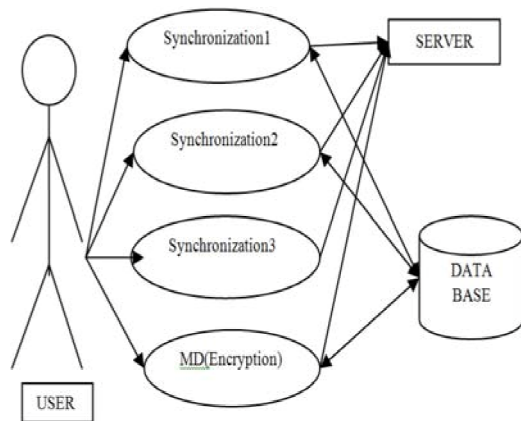 Synchronization1
SERVER
Synchronization2
Synchronization3
DATA
BASE
MD(Encryption)
USER